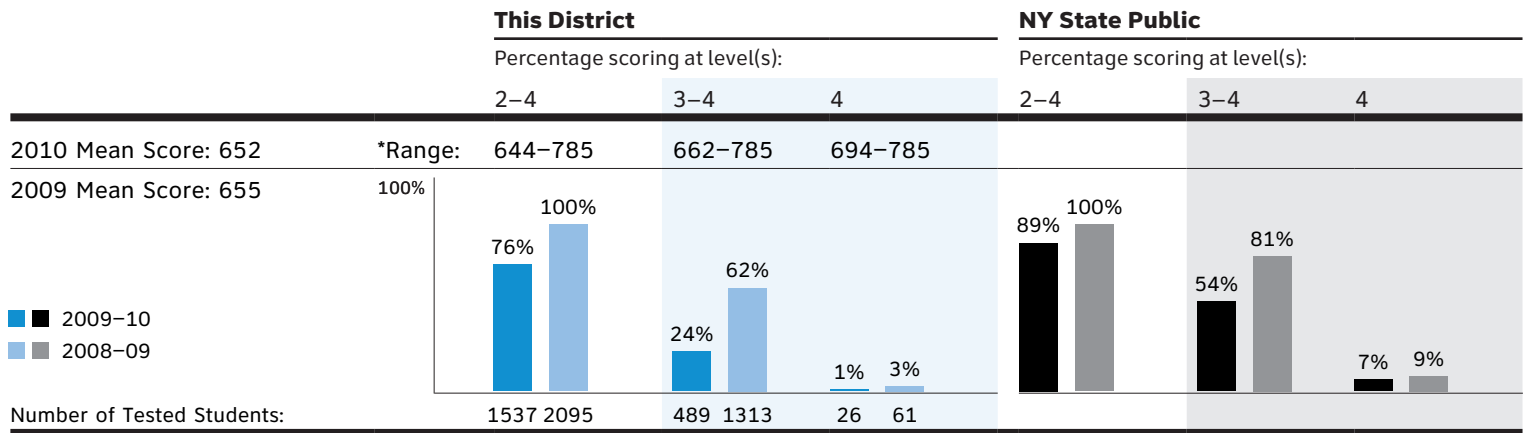 This District NY State Public
Percentage scoring at level(s): Percentage scoring at level(s):
2–4 3–4 4 2–4 3–4 4
2010 Mean Score: 652 *Range: 644–785 662–785 694–785
2009 Mean Score: 655 100%
76% 100% 24% 62% 1% 3% 89% 100% 54% 81% 7% 9%
2009–10
2008–09
Number of Tested Students: 1537 2095 489 1313 26 61